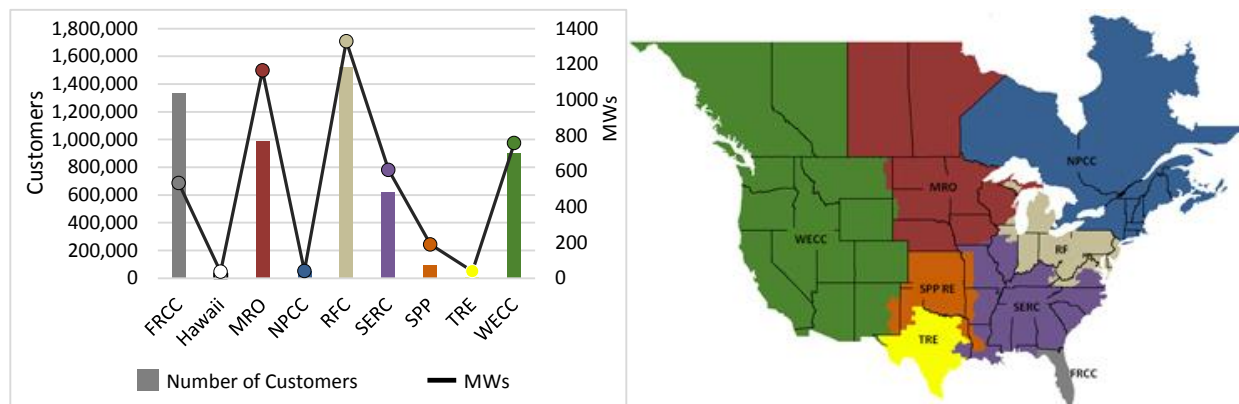 1,800,000
1,600,000
1,400,000
1,200,000
1,000,000
800,000
600,000
400,000
200,000
0
Customers
1400
1200
1000
800
600
400
200
0
MWs
FRCC
Hawaii
MRO
NPCC
RFC
SERC
SPP
TRE
WECC
Number of Customers
MWs
NPCC
MRO
WECC
RF
SPP RE
SERC
TRE
FRCC